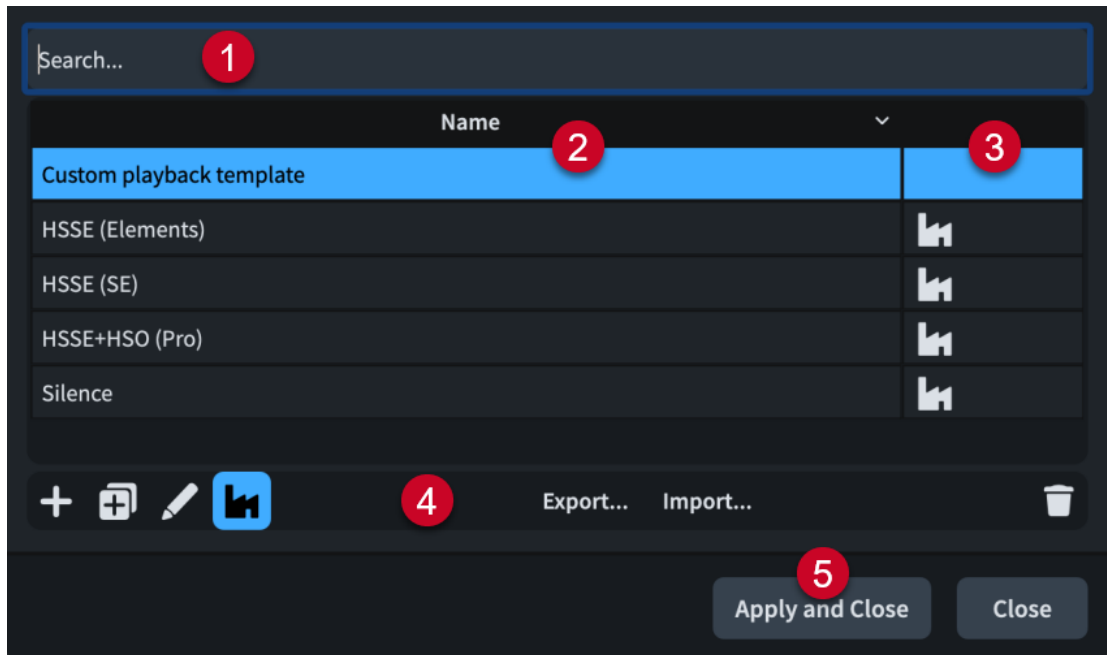 Search...
1
Name
2
3
Custom playback template
HSSE (Elements)
HSSE (SE)
HSSE+HSO (Pro)
Silence
4
Export... Import...
5
Apply and Close Close